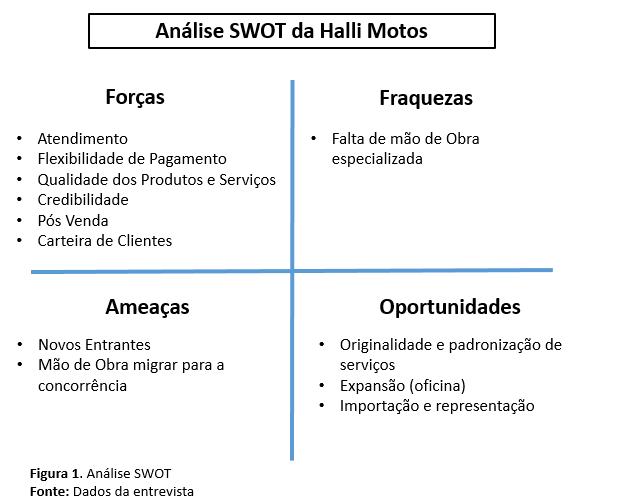 Análise SWOT da Halli Motos
Forças
• Atendimento
• Flexibilidade de Pagamento
• Qualidade dos Produtos e Serviços
• Credibilidade
• Pós Venda
• Carteira de Clientes
Fraquezas
• Falta de mão de Obra
especializada
Ameaças
• Novos Entrantes
• Mão de Obra migrar para a
concorrência
Oportunidades
• Originalidade e padronização de
serviços
• Expansão (oficina)
• Importação e representação
Figura 1. Análise SWOT
Fonte: Dados da entrevista